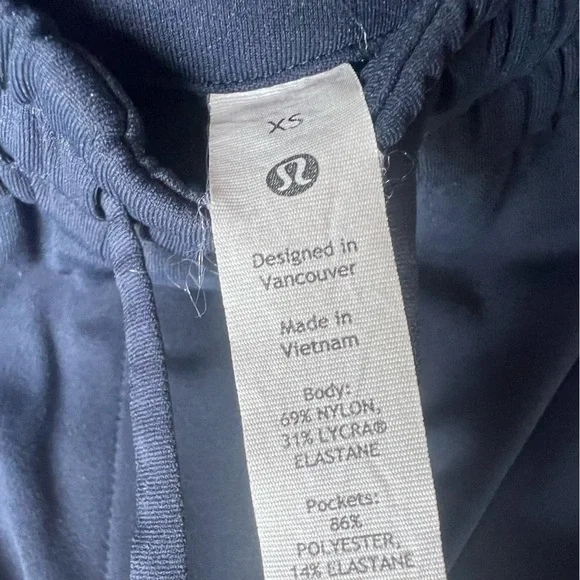 XS
Designed in
Vancouver
Made in
Vietnam
Body:
69% NYLON,
31% LYCRA®
ELASTANE
Pockets:
86%
POLYESTER,
14% ELASTANE